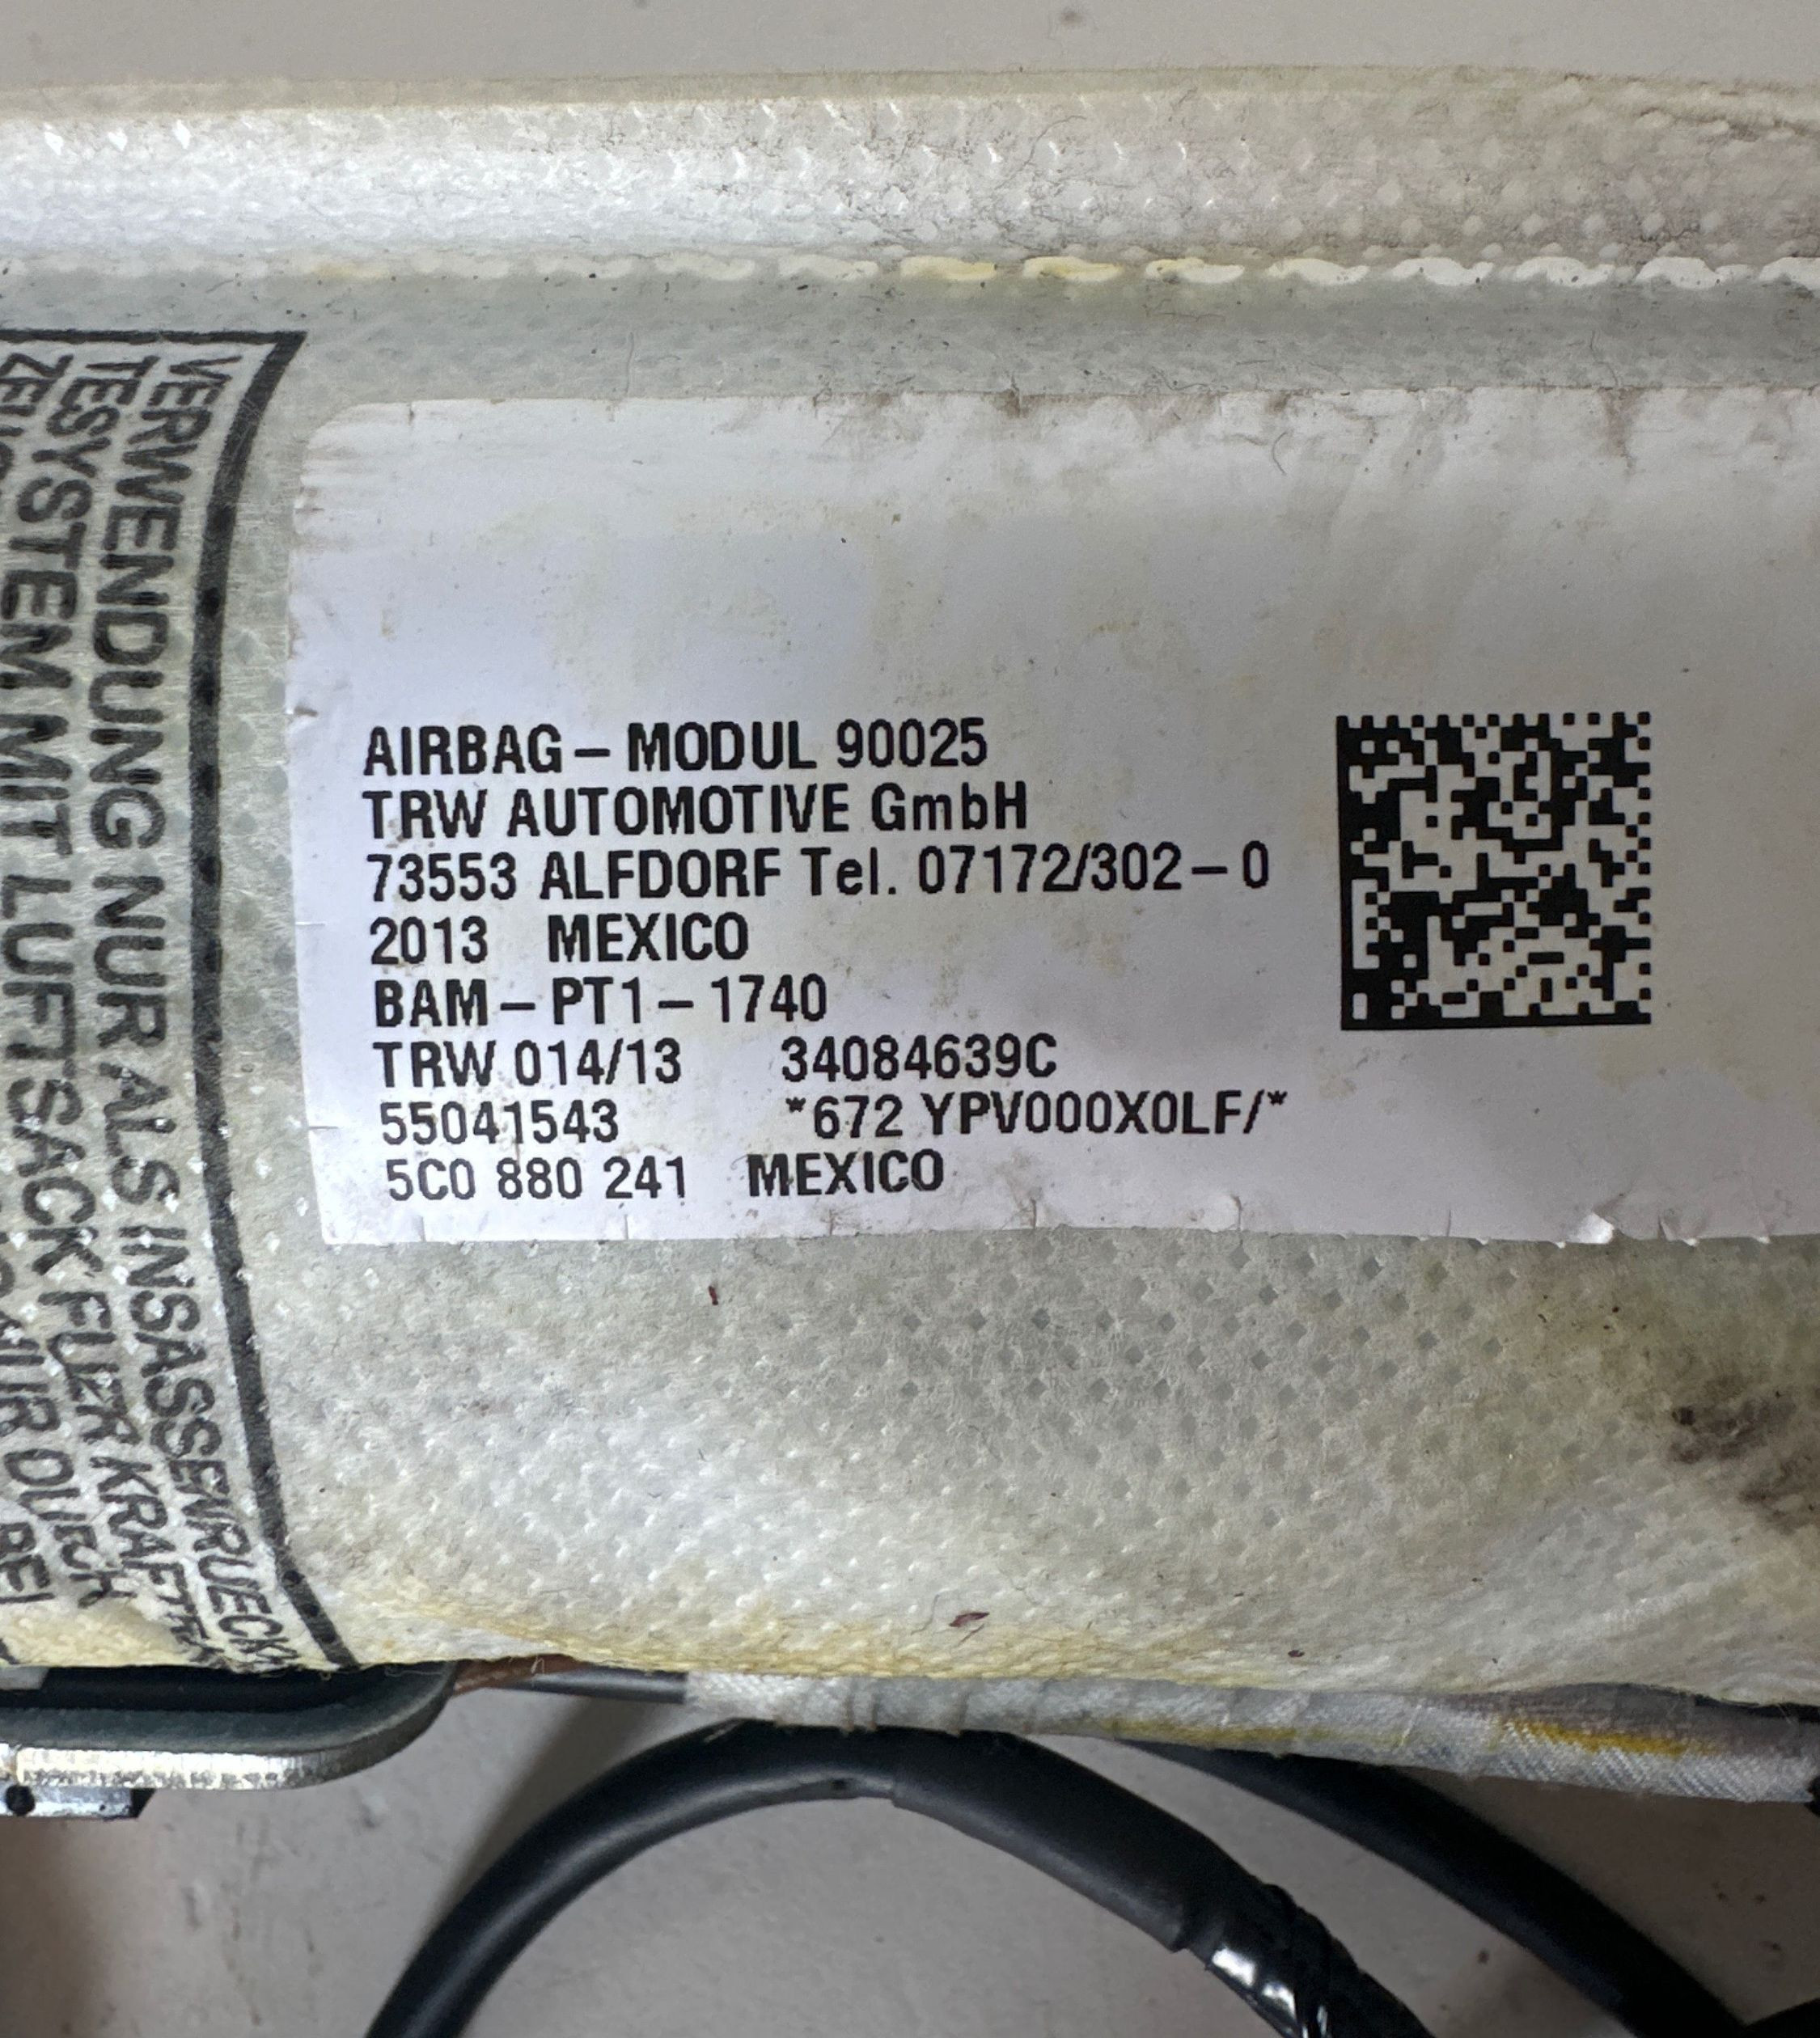 AIRBAG – MODUL 90025
TRW AUTOMOTIVE GmbH
73553 ALFDORF Tel. 07172/302 – 0
2013 MEXICO
BAM – PT1 – 1740
TRW 014/13 34084639C
55041543 *672 YPV000X0LF/*
5C0 880 241 MEXICO
VERWENDUNG NUR ALS INSASSENRUECK
TESYSTEM MIT LUFTSACK FUER KRAFT